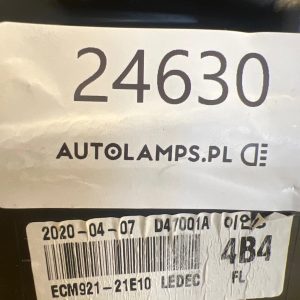 24630
AUTOLAMPS.PL
2020-04-07 D47001A
4B4
ECM921-21E10 LEDEC FL